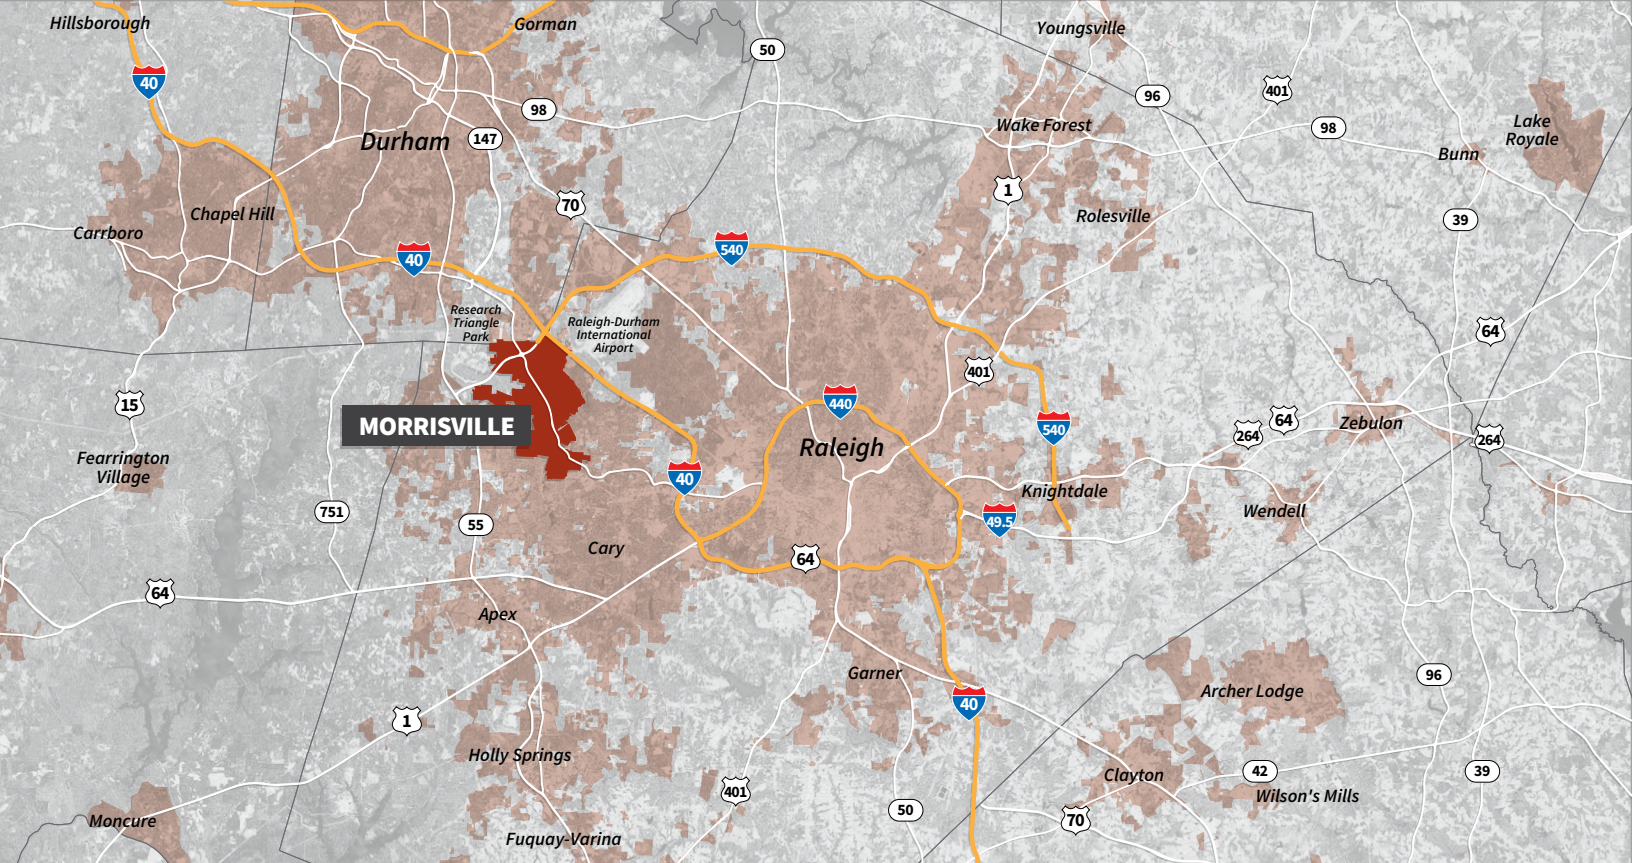 Hillsborough
Gorman
Youngsville
50
40
401
96
98
98
Lake
Royale
Wake Forest
Durham
147
Bunn
1
70
Chapel Hill
Rolesville
39
Carrboro
540
40
Research
Triangle
Park
Raleigh-Durham
International
Airport
64
401
15
440
MORRISVILLE
540
64
264
Zebulon
264
Raleigh
Fearrington
Village
40
Knightdale
751
55
49.5
Wendell
Cary
64
64
Apex
Garner
96
Archer Lodge
40
1
Holly Springs
Clayton
42
39
401
Wilson's Mills
50
70
Moncure
Fuquay-Varina